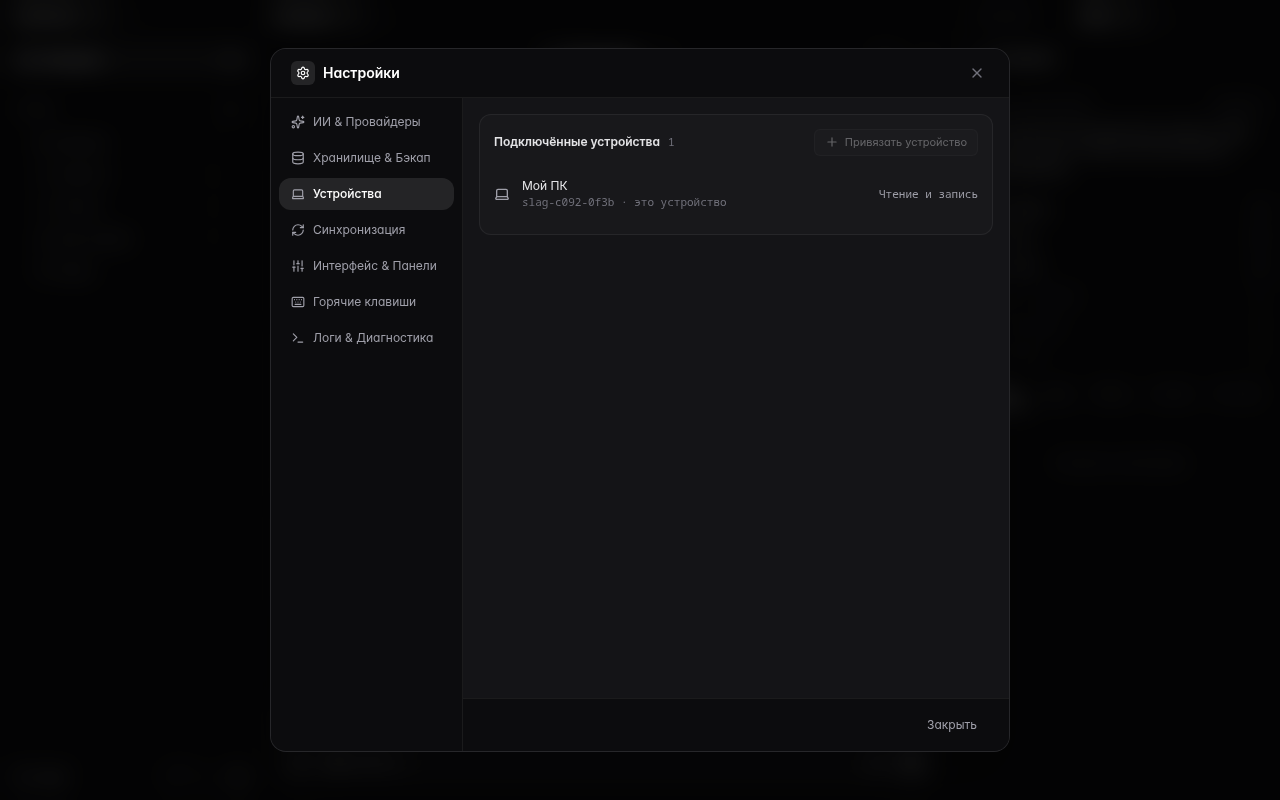 Настройки
ИИ & Провайдеры
Хранилище & Бэкап
Устройства
Синхронизация
Интерфейс & Панели
Горячие клавиши
Логи & Диагностика
Подключённые устройства 1
Привязать устройство
Мой ПК
slag-c092-0f3b · это устройство
Чтение и запись
Закрыть